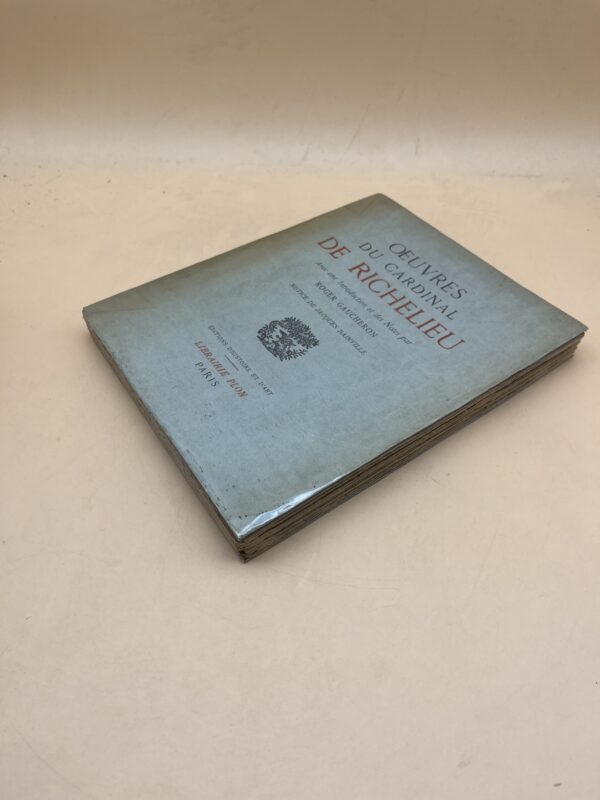 ŒUVRES
DU CARDINAL
DE RICHELIEU
Avec une Introduction et des Notes par
ROGER GAUCHERON
NOTICE DE JACQUES BAINVILLE
EDITIONS D'HISTOIRE ET D'ART
LIBRAIRIE PLON
PARIS